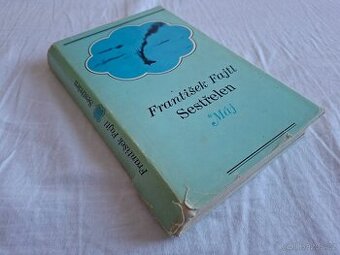 František Fajtl
Sestřelen
Máj
František Fajtl Sestřelen